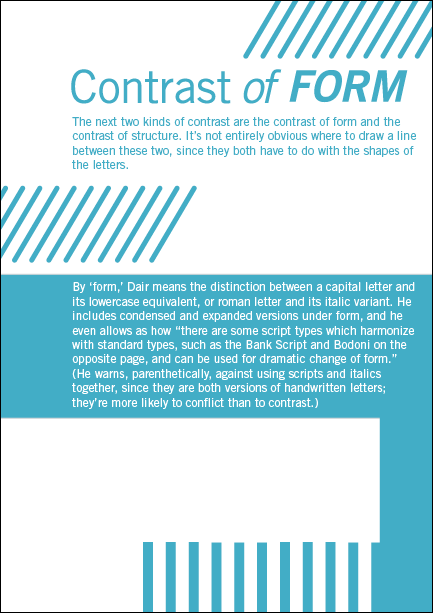 Contrast of FORM
The next two kinds of contrast are the contrast of form and the
contrast of structure. It's not entirely obvious where to draw a line
between these two, since they both have to do with the shapes of
the letters.
By ‘form,’ Dair means the distinction between a capital letter and
its lowercase equivalent, or roman letter and its italic variant. He
includes condensed and expanded versions under form, and he
even allows as how “there are some script types which harmonize
with standard types, such as the Bank Script and Bodoni on the
opposite page, and can be used for dramatic change of form.”
(He warns, parenthetically, against using scripts and italics
together, since they are both versions of handwritten letters;
they’re more likely to conflict than to contrast.)